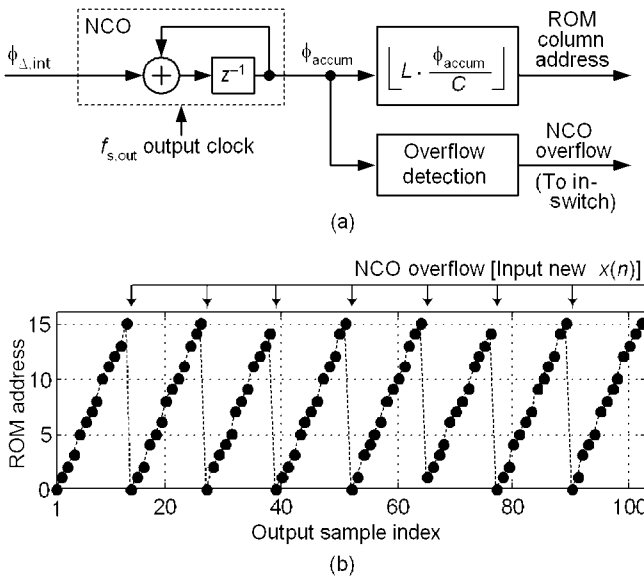 NCO
ϕΔ,int
+
z−1
ϕaccum
⌊L · ϕaccum / C⌋
ROM
column
address
fs,out output clock
Overflow
detection
NCO
overflow
(To in-
switch)
(a)
NCO overflow [Input new x(n)]
ROM address
15
10
5
0
1 20 40 60 80 100
Output sample index
(b)